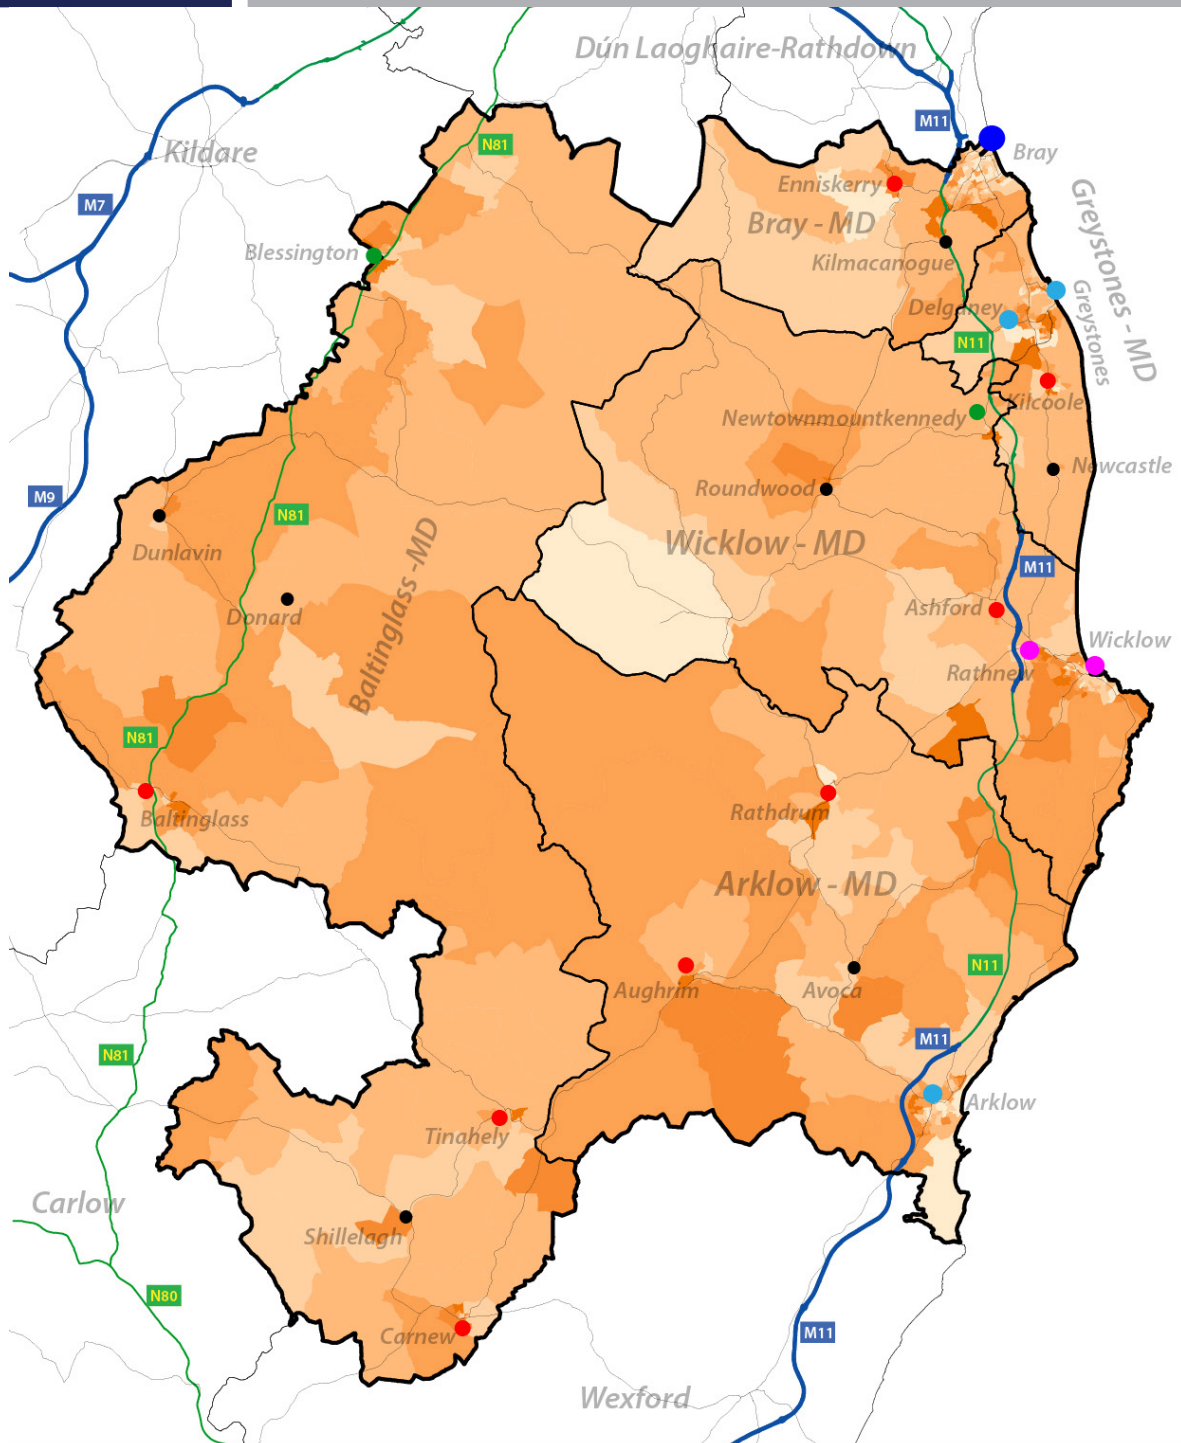 Dún Laoghaire-Rathdown
M11
N81
Kildare
Bray
Enniskerry
M7
Bray - MD
Greystones - MD
Blessington
Kilmacanogue
Greystones
Delganey
N11
Kilcoole
Newtownmountkennedy
Newcastle
Roundwood
M9
N81
Dunlavin
Baltinglass -MD
Wicklow - MD
M11
Donard
Ashford
Wicklow
Rathnew
N81
Baltinglass
Rathdrum
Arklow - MD
N11
Aughrim
Avoca
M11
N81
Arklow
Tinahely
Carlow
Shillelagh
N80
M11
Carnew
Wexford